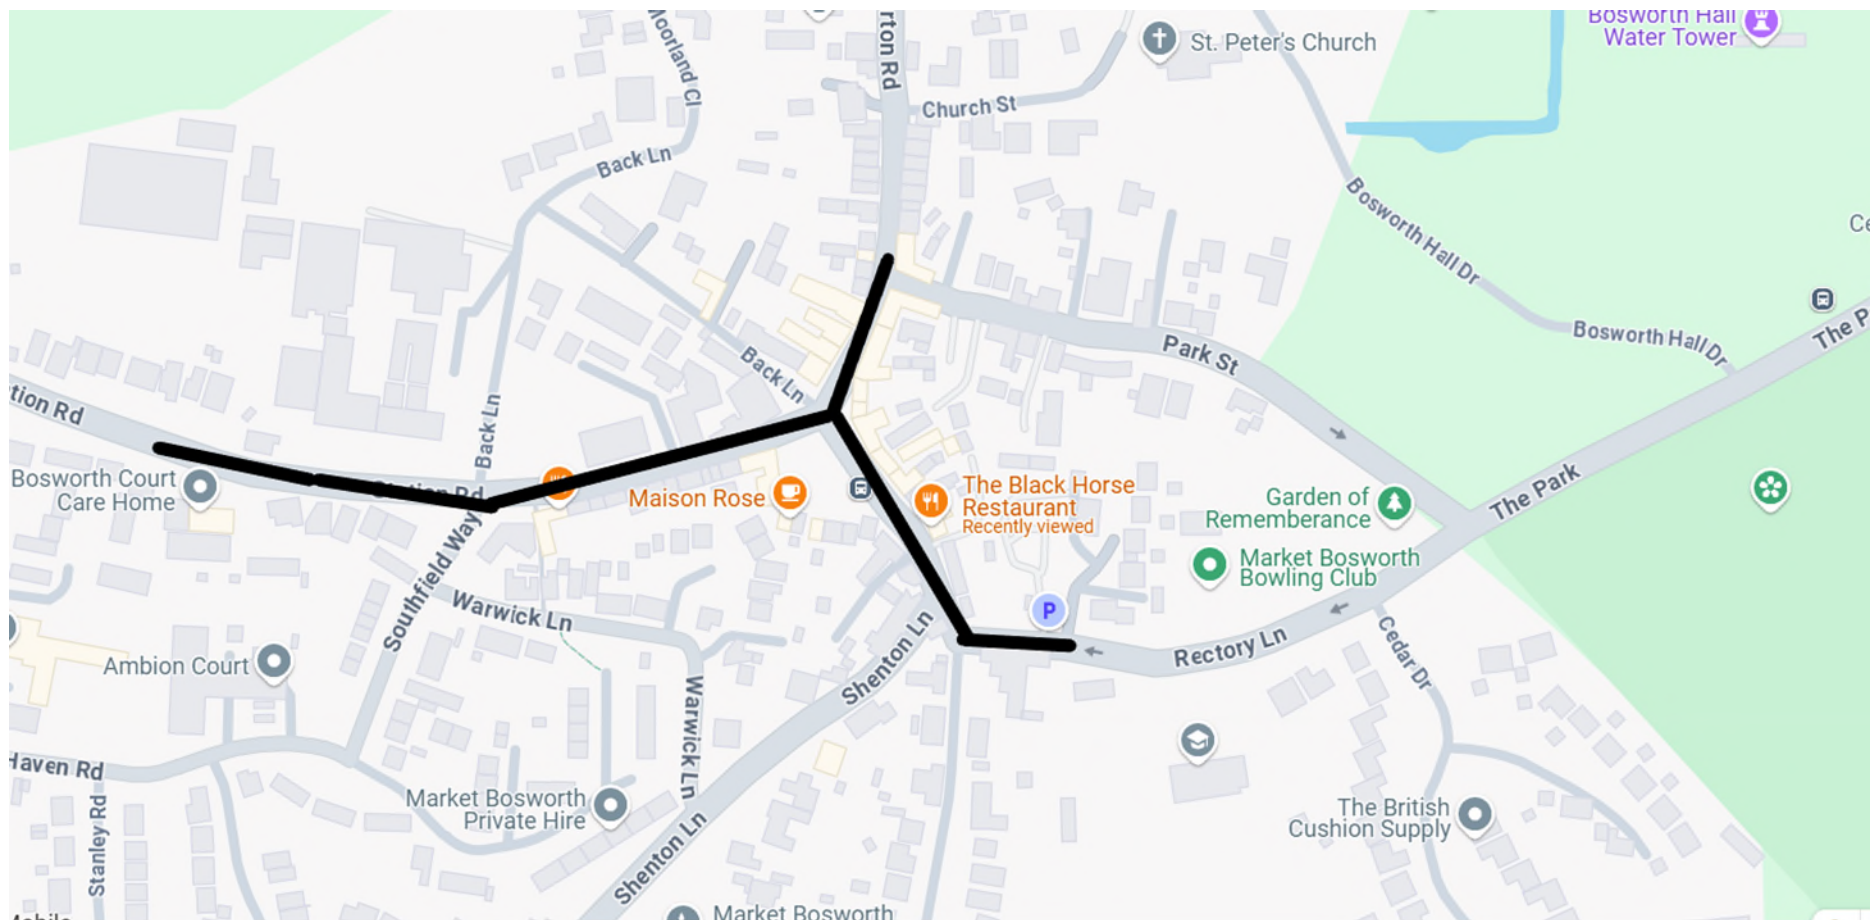 Moorland Cl
rton Rd
St. Peter's Church
Bosworth Hall
Water Tower
Church St
Back Ln
Bosworth Hall Dr
Ce
Bosworth Hall Dr
The P
Park St
Back Ln
tion Rd
Back Ln
Bosworth Court
Care Home
Station Rd
Maison Rose
The Black Horse
Restaurant
Recently viewed
Garden of
Rememberance
The Park
Market Bosworth
Bowling Club
P
Southfield Way
Warwick Ln
Shenton Ln
Rectory Ln
Cedar Dr
Ambion Court
Warwick Ln
Haven Rd
Market Bosworth
Private Hire
Stanley Rd
Shenton Ln
The British
Cushion Supply
Market Bosworth